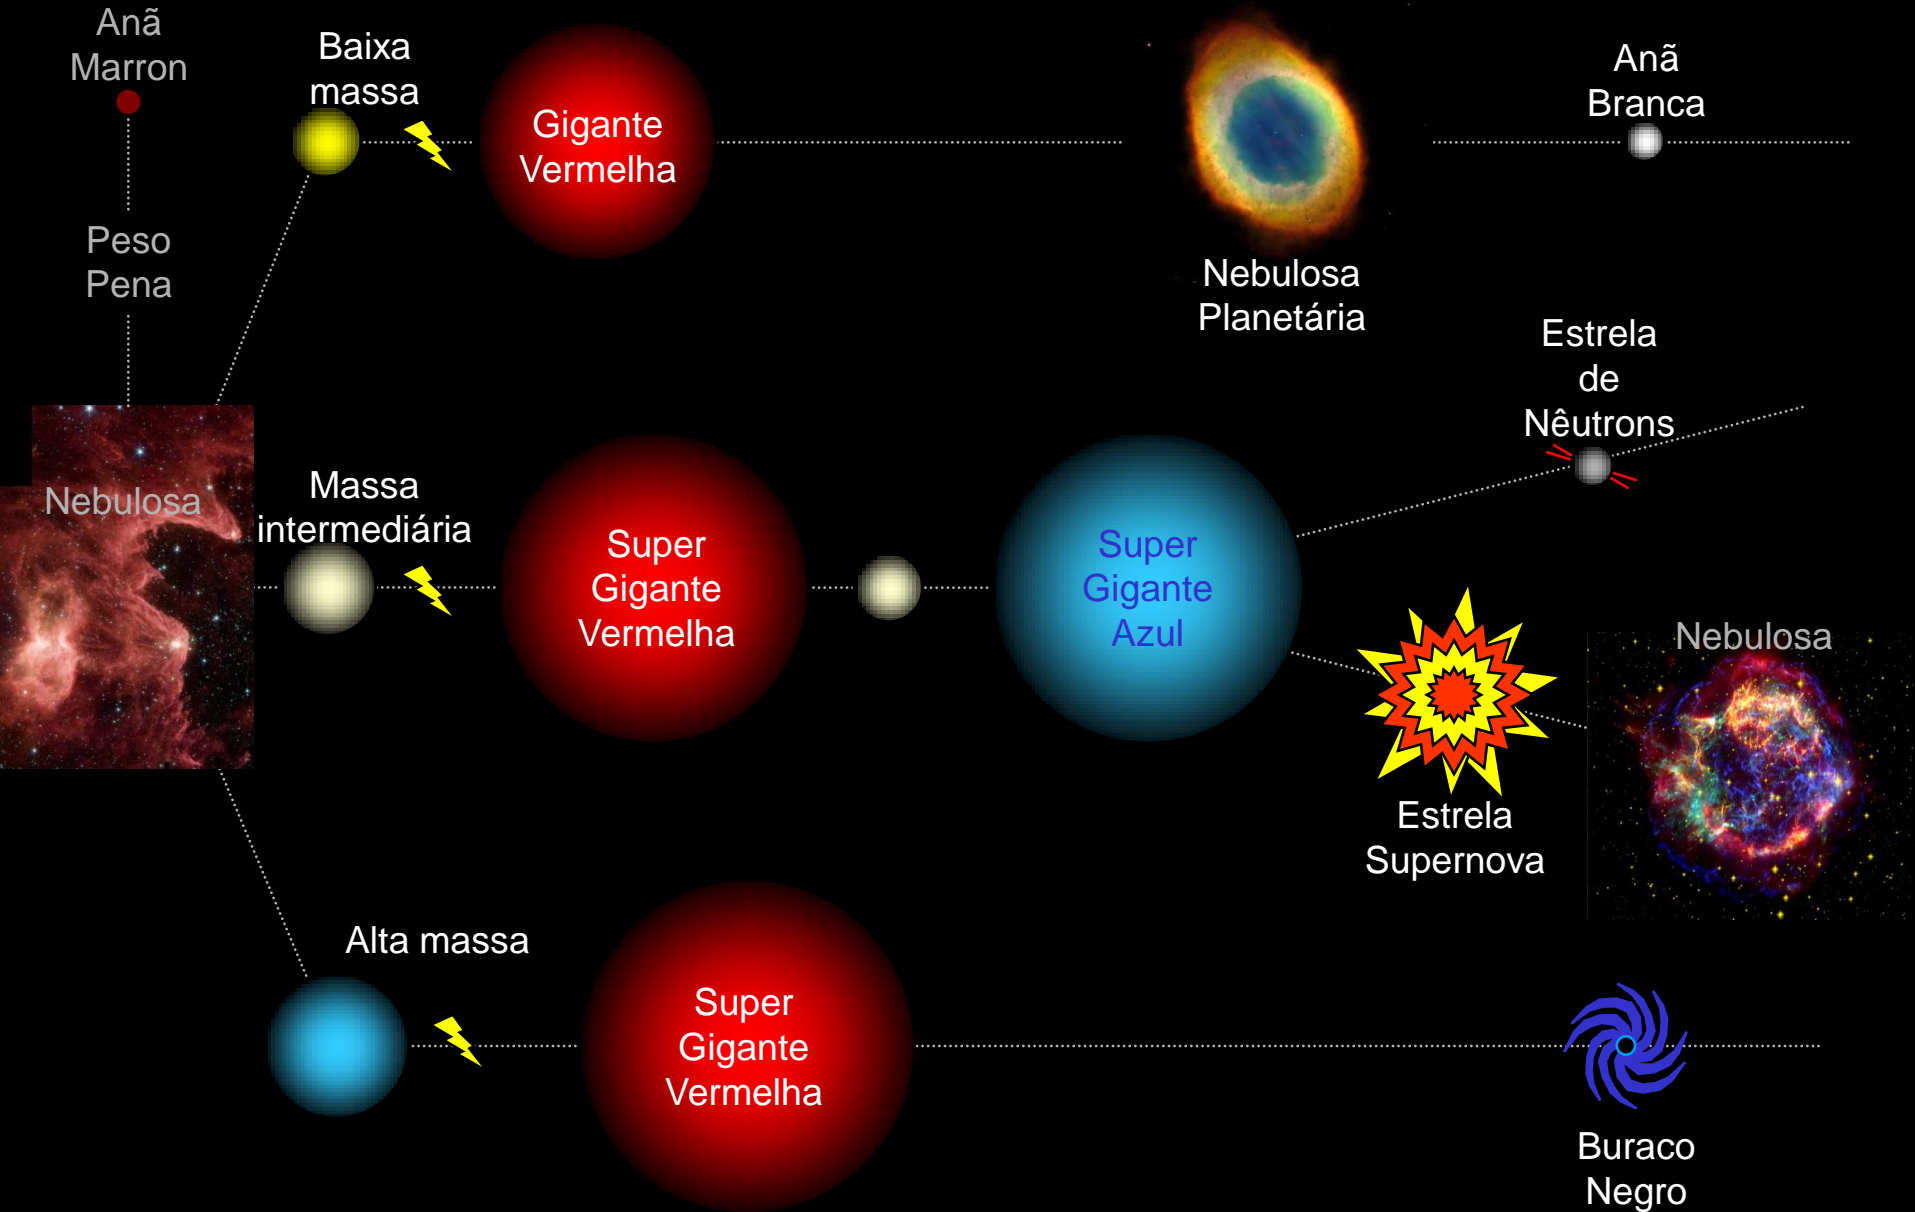 Anã
Marron
Peso
Pena
Nebulosa
Baixa
massa
Gigante
Vermelha
Nebulosa
Planetária
Anã
Branca
Massa
intermediária
Super
Gigante
Vermelha
Super
Gigante
Azul
Estrela
de
Nêutrons
Estrela
Supernova
Nebulosa
Alta massa
Super
Gigante
Vermelha
Buraco
Negro